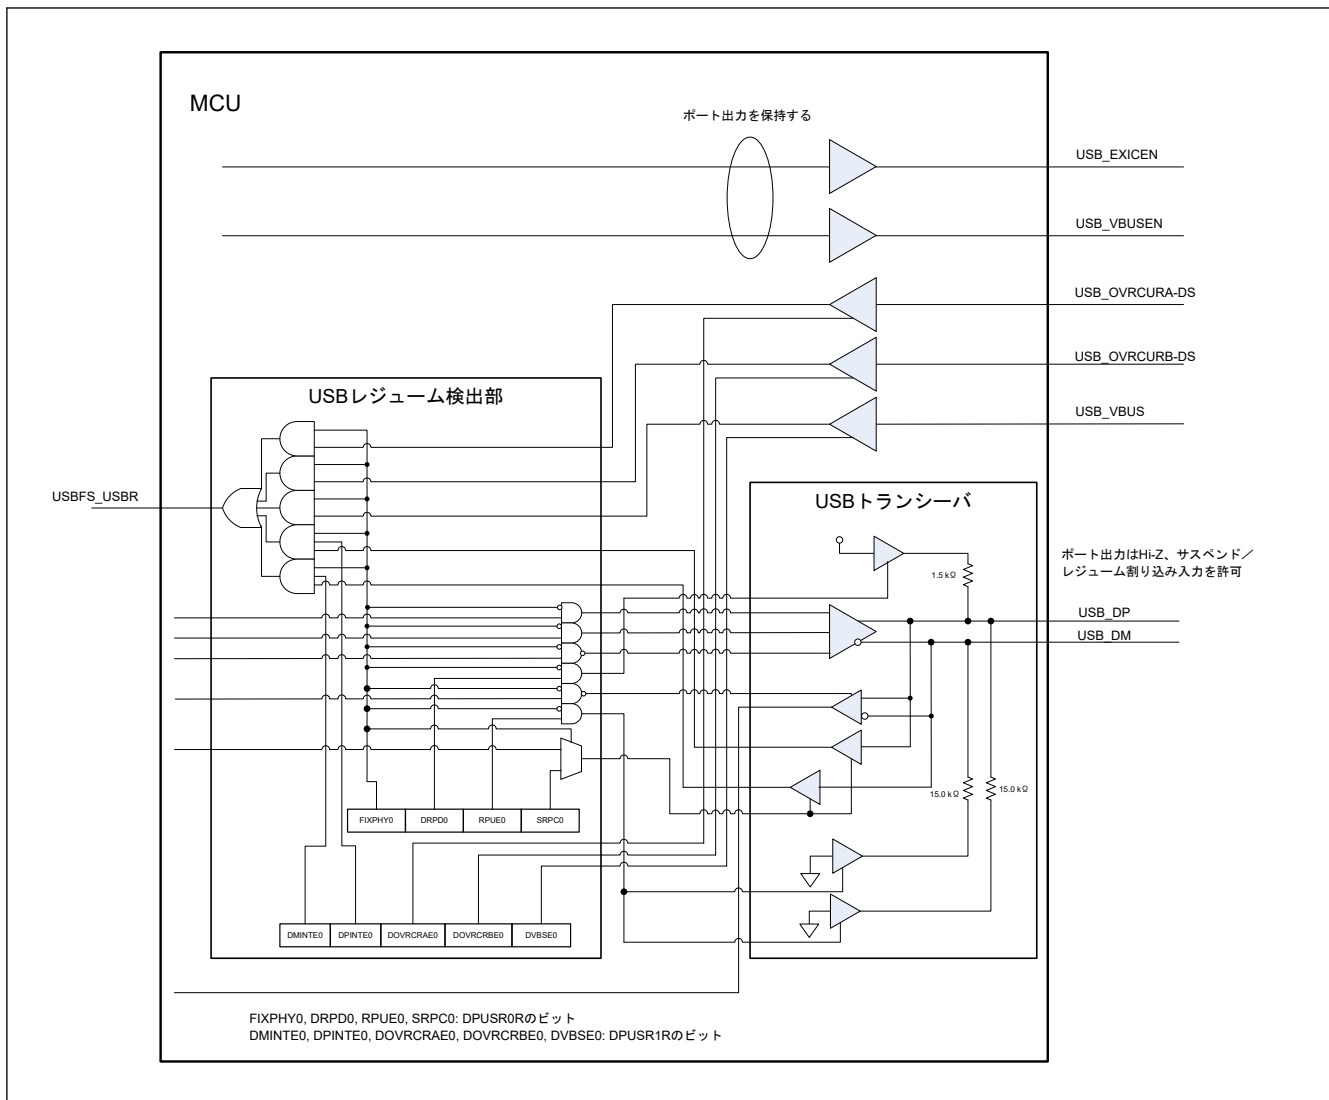 MCU
ポート出力を保持する
USB_EXICEN
USB_VBUSEN
USB_OVRCURA-DS
USB_OVRCURB-DS
USB_VBUS
USBレジューム検出部
USBFS_USBR
USBトランシーバ
ポート出力はHi-Z、サスペンド／
レジューム割り込み入力を許可
1.5 kΩ
USB_DP
USB_DM
15.0 kΩ
15.0 kΩ
FIXPHY0
DRPD0
RPUE0
SRPC0
DMINTE0
DPINTE0
DOVRCRAE0
DOVRCRBE0
DVBSE0
FIXPHY0, DRPD0, RPUE0, SRPC0: DPUSR0Rのビット
DMINTE0, DPINTE0, DOVRCRAE0, DOVRCRBE0, DVBSE0: DPUSR1Rのビット